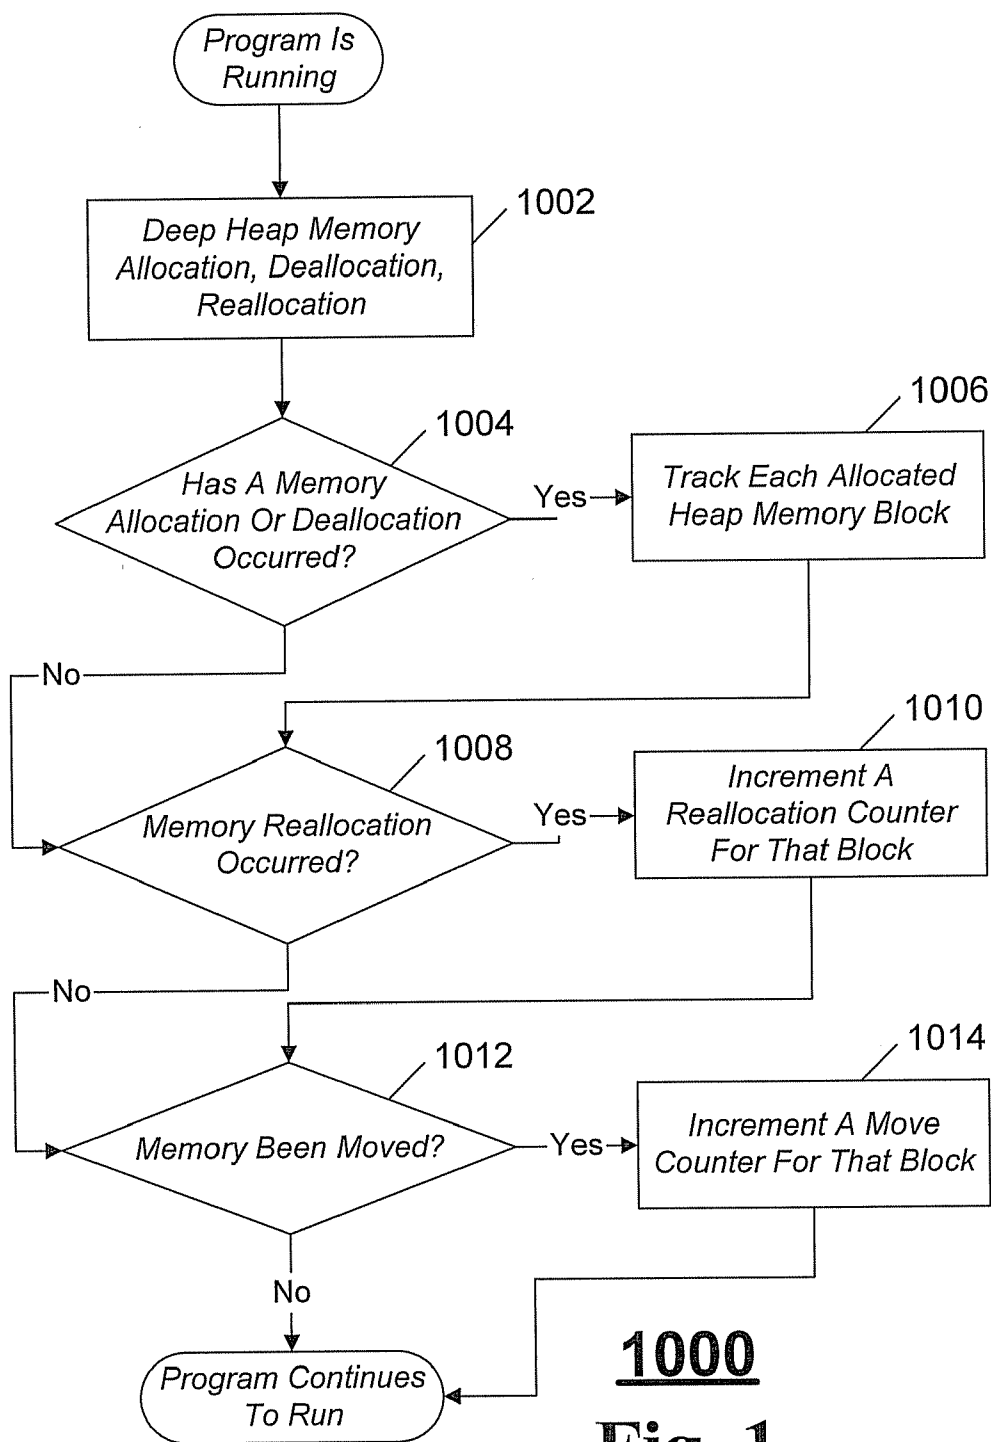 Program Is
Running
1002
Deep Heap Memory
Allocation, Deallocation,
Reallocation
1004
Has A Memory
Allocation Or Deallocation
Occurred?
Yes
1006
Track Each Allocated
Heap Memory Block
No
1008
Memory Reallocation
Occurred?
Yes
1010
Increment A
Reallocation Counter
For That Block
No
1012
Memory Been Moved?
Yes
1014
Increment A Move
Counter For That Block
No
Program Continues
To Run
1000
Fig. 1